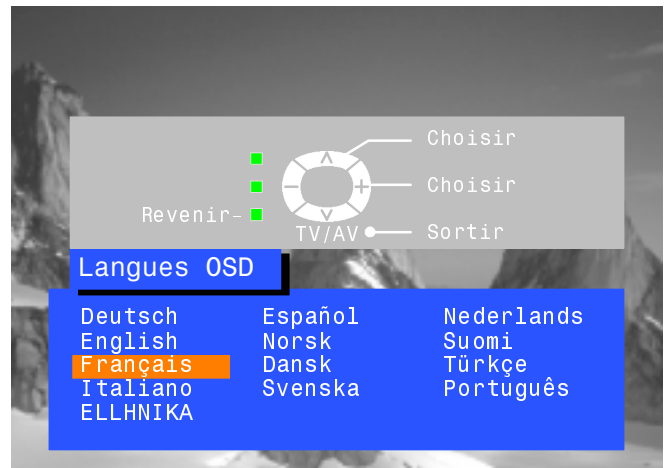 Choisir
Choisir
Revenir
TV/AV Sortir
Langues OSD
Deutsch Español Nederlands
English Norsk Suomi
Français Dansk Türkçe
Italiano Svenska Português
ELLHNIKA